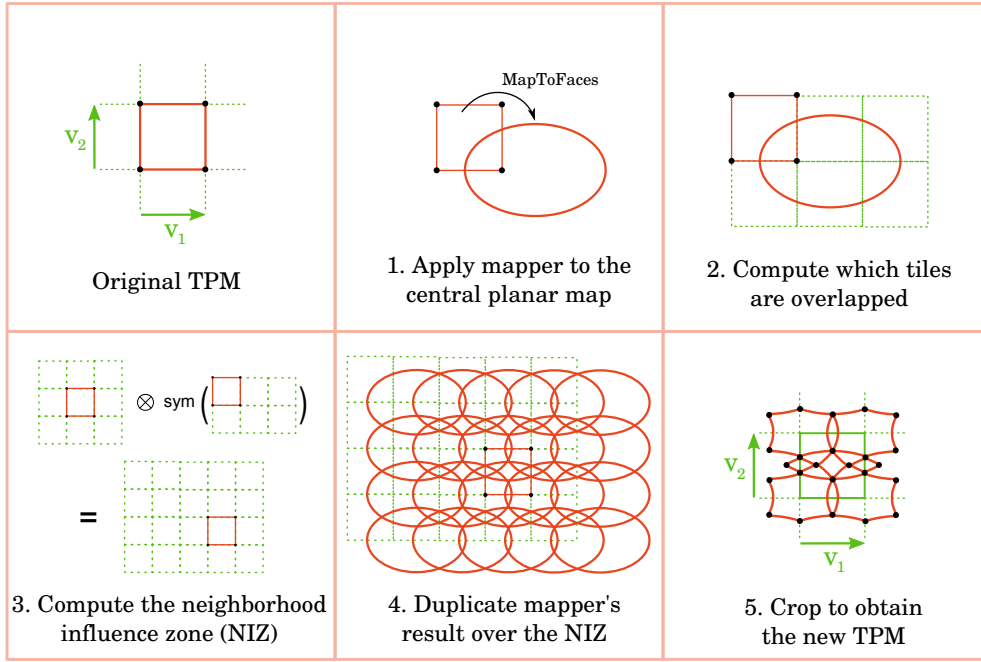 v2
v1
Original TPM
MapToFaces
1. Apply mapper to the
central planar map
2. Compute which tiles
are overlapped
⊗ sym ( )
=
3. Compute the neighborhood
influence zone (NIZ)
4. Duplicate mapper's
result over the NIZ
v2
v1
5. Crop to obtain
the new TPM